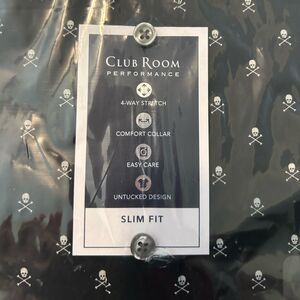 CLUB ROOM
PERFORMANCE
4-WAY STRETCH
COMFORT COLLAR
EASY CARE
UNTUCKED DESIGN
SLIM FIT